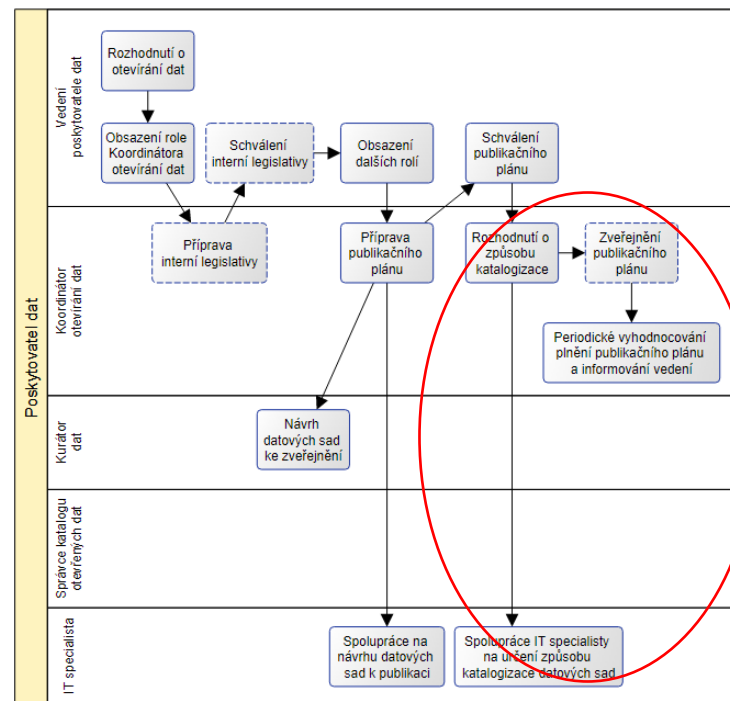 Poskytovatel dat
Vedení
poskytovatele dat
Rozhodnutí o
otevírání dat
Obsazení role
Koordinátora
otevírání dat
Schválení
interní legislativy
Obsazení
dalších rolí
Schválení
publikačního
plánu
Koordinátor
otevírání dat
Příprava
interní legislativy
Příprava
publikačního
plánu
Rozhodnutí o
způsobu
katalogizace
Zveřejnění
publikačního
plánu
Periodické vyhodnocování
plnění publikačního plánu
a informování vedení
Kurátor
dat
Návrh
datových sad
ke zveřejnění
Správce katalogu
otevřených dat
IT specialista
Spolupráce na
návrhu datových
sad k publikaci
Spolupráce IT specialisty
na určení způsobu
katalogizace datových sad